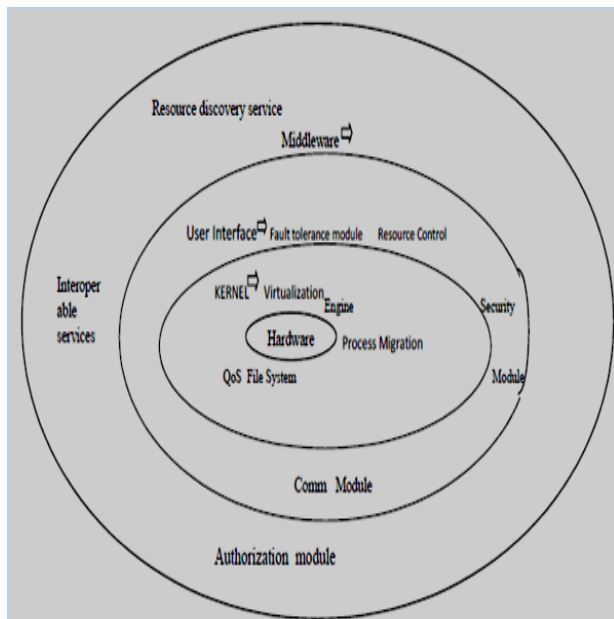 Resource discovery service
Middleware
User Interface Fault tolerance module Resource Control
Interoper
able
services
KERNEL Virtualization
Engine
Security
Hardware
Process Migration
QoS File System
Module
Comm Module
Authorization module